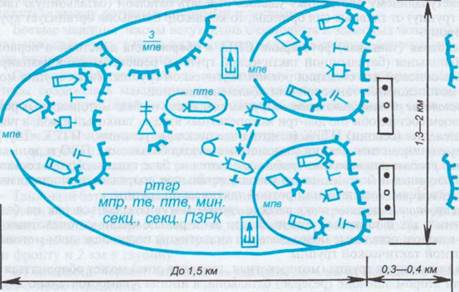 3
мпв
мпв
птв
мпв
ртгр
мпр, тв, птв, мин.
секц., секц. ПЗРК
мпв
1,3—2 км
До 1,5 км
0,3—0,4 км